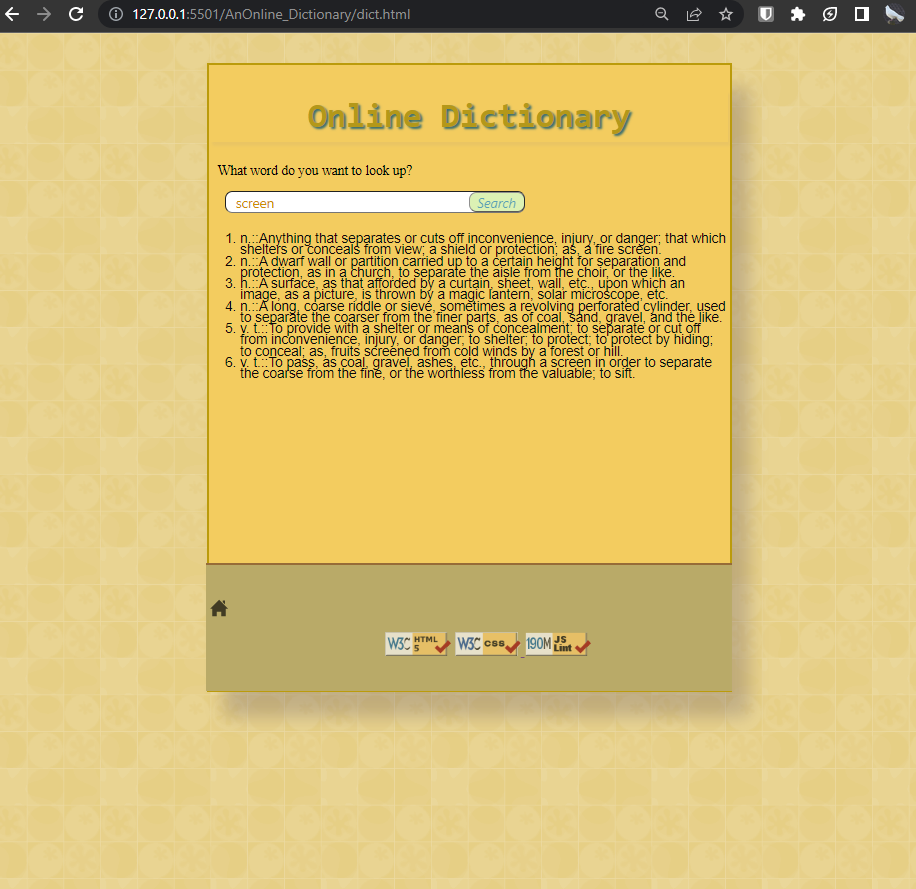 127.0.0.1:5501/AnOnline_Dictionary/dict.html
Online Dictionary
What word do you want to look up?
screen Search
1. n.::Anything that separates or cuts off inconvenience, injury, or danger; that which
shelters or conceals from view; a shield or protection; as, a fire screen.
2. n.::A dwarf wall or partition carried up to a certain height for separation and
protection, as in a church, to separate the aisle from the choir, or the like.
3. n.::A surface, as that afforded by a curtain, sheet, wall, etc., upon which an
image, as a picture, is thrown by a magic lantern, solar microscope, etc.
4. n.::A long, coarse riddle or sieve, sometimes a revolving perforated cylinder, used
to separate the coarser from the finer parts, as of coal, sand, gravel, and the like.
5. v. t.::To provide with a shelter or means of concealment; to separate or cut off
from inconvenience, injury, or danger; to shelter; to protect; to protect by hiding;
to conceal; as, fruits screened from cold winds by a forest or hill.
6. v. t.::To pass, as coal, gravel, ashes, etc., through a screen in order to separate
the coarse from the fine, or the worthless from the valuable; to sift.
W3C HTML 5 W3C CSS 190M JS Lint